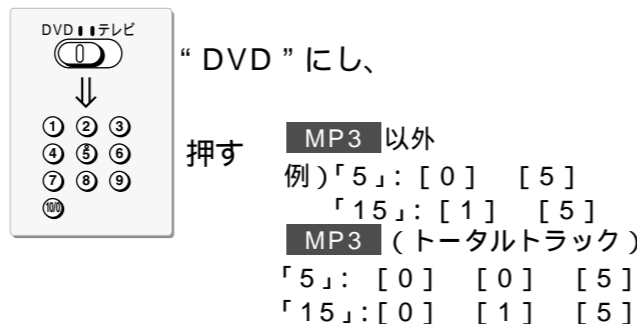 DVD テレビ
“DVD”にし、
1 2 3
4 5 6
7 8 9
10/0
押す
MP3 以外
例)「5」: [0] [5]
「15」: [1] [5]
MP3 (トータルトラック)
「5」: [0] [0] [5]
「15」:[0] [1] [5]